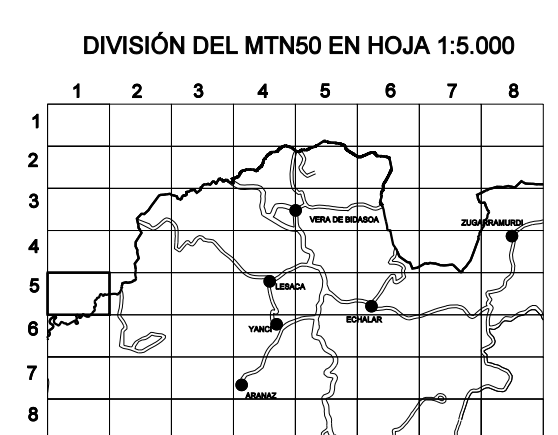 DIVISIÓN DEL MTN50 EN HOJA 1:5.000
1 2 3 4 5 6 7 8
1
2
3
VERA DE BIDASOA
ZUGARRAMURDI
4
5
LESACA
ECHALAR
6
YANCI
7
ARANAZ
8